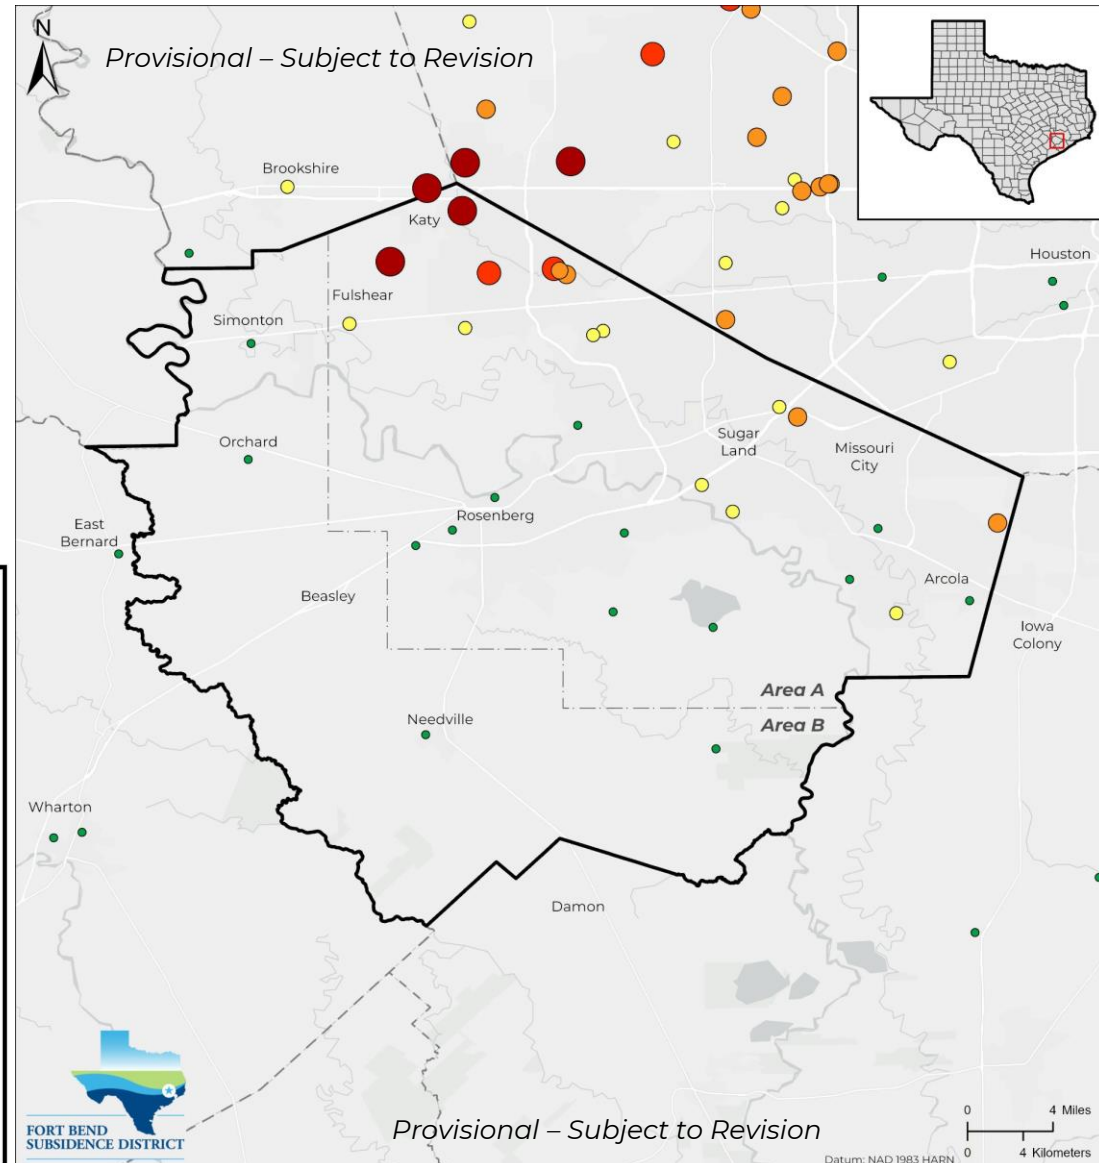 N
Provisional – Subject to Revision
Brookshire
Katy
Houston
Fulshear
Simonton
Orchard
Sugar
Land
Missouri
City
East
Bernard
Rosenberg
Beasley
Arcola
Iowa
Colony
Area A
Area B
Needville
Wharton
Damon
FORT BEND
SUBSIDENCE DISTRICT
Provisional – Subject to Revision
0 4 Miles
0 4 Kilometers
Datum: NAD 1983 HARN